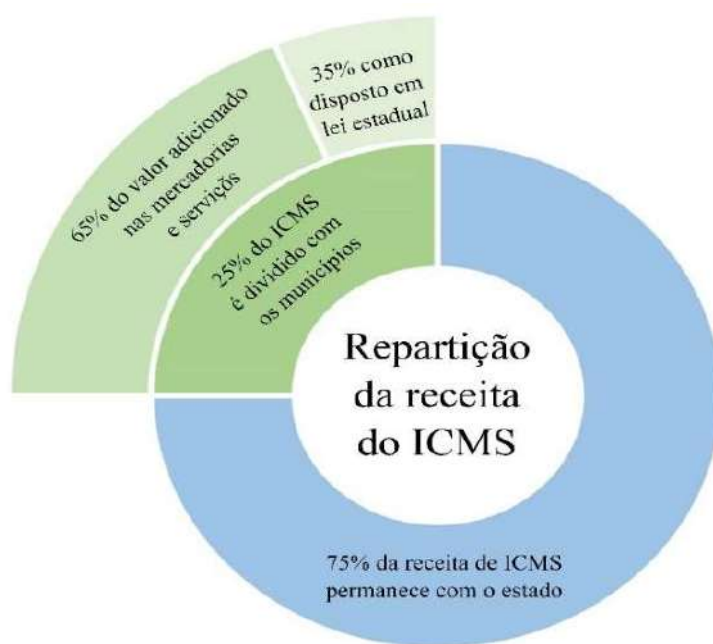 35% como
disposto em
lei estadual
65% do valor adicionado
nas mercadorias
e serviços
25% do ICMS
é dividido com
os municípios
Repartição
da receita
do ICMS
75% da receita de ICMS
permanece com o estado